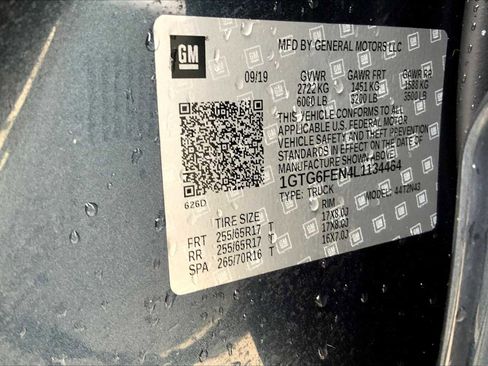 GM
MFD BY GENERAL MOTORS LLC
09/19 GVWR GAWR FRT GAWR RR
2722 KG 1451 KG 1588 KG
6000 LB 3200 LB 3500 LB
THIS VEHICLE CONFORMS TO ALL
APPLICABLE U.S. FEDERAL MOTOR
VEHICLE SAFETY AND THEFT PREVENTION
STANDARDS IN EFFECT ON THE DATE OF
MANUFACTURE SHOWN ABOVE.
1GTG6FEN4L1134464
TYPE: TRUCK MODEL: 44T2N43
626D
TIRE SIZE RIM
FRT 255/65R17 T 17X8.0J
RR 255/65R17 T 17X8.0J
SPA 265/70R16 T 16X7.0J